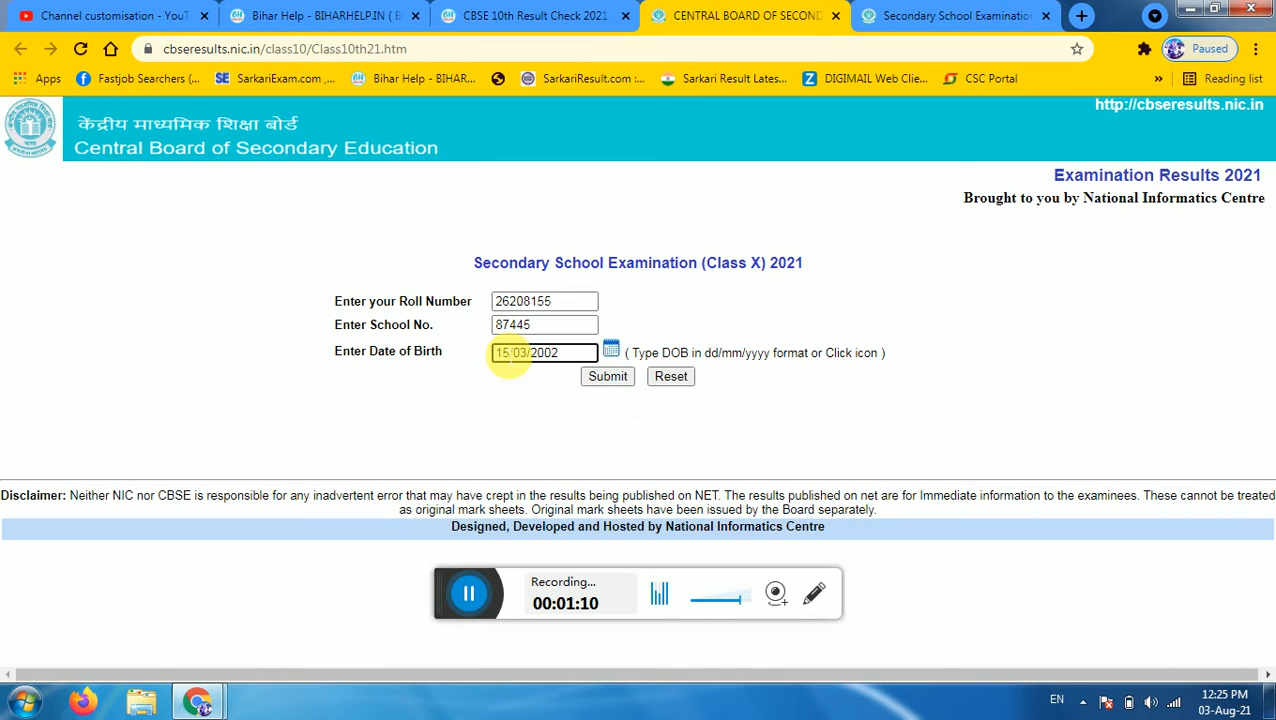 Channel customisation - YouT
Bihar Help - BIHARHELP.IN (B
CBSE 10th Result Check 2021
CENTRAL BOARD OF SECOND
Secondary School Examination
cbseresults.nic.in/class10/Class10th21.htm
Paused
Apps
Fastjob Searchers (...
SarkariExam.com ,...
Bihar Help - BIHAR...
SarkariResult.com :...
Sarkari Result Lates...
DIGIMAIL Web Clie...
CSC Portal
»
Reading list
http://cbseresults.nic.in
केंद्रीय माध्यमिक शिक्षा बोर्ड
Central Board of Secondary Education
Examination Results 2021
Brought to you by National Informatics Centre
Secondary School Examination (Class X) 2021
Enter your Roll Number 26208155
Enter School No. 87445
Enter Date of Birth 15/03/2002 ( Type DOB in dd/mm/yyyy format or Click icon )
Submit Reset
Disclaimer: Neither NIC nor CBSE is responsible for any inadvertent error that may have crept in the results being published on NET. The results published on net are for Immediate information to the examinees. These cannot be treated
as original mark sheets. Original mark sheets have been issued by the Board separately.
Designed, Developed and Hosted by National Informatics Centre
Recording...
00:01:10
EN
12:25 PM
03-Aug-21